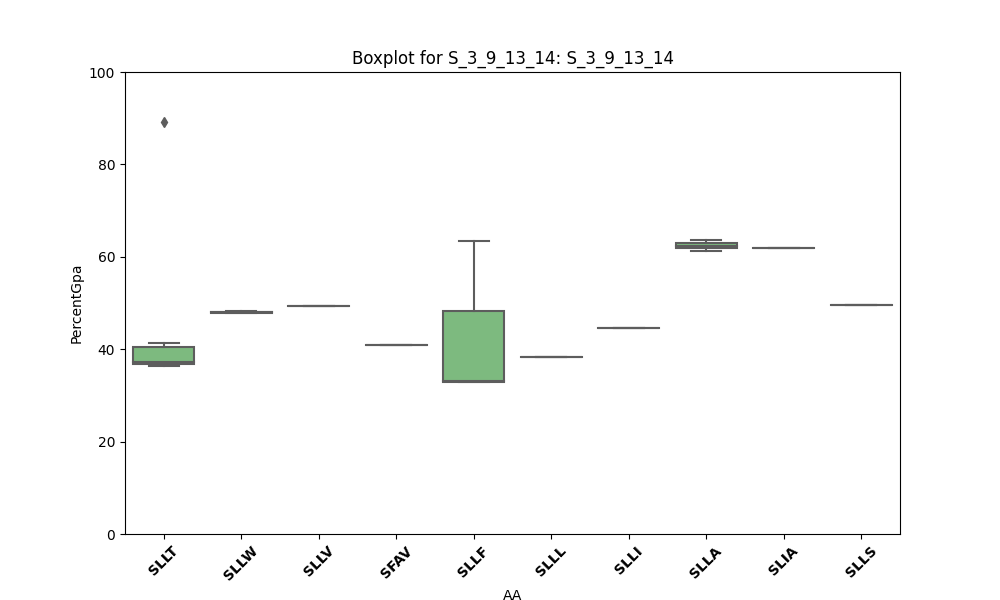 Boxplot for S_3_9_13_14: S_3_9_13_14
100
80
60
40
20
0
PercentGpa
SLLT
SLLW
SLLV
SFAV
SLLF
SLLL
SLLI
SLLA
SLIA
SLLS
AA